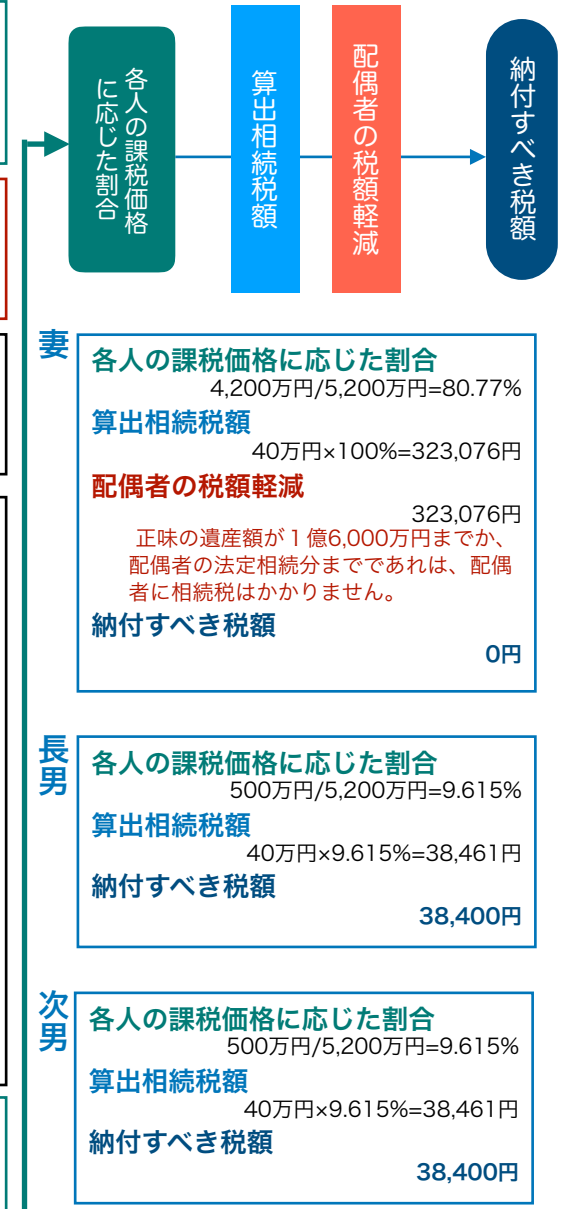 各人の課税価格
に応じた割合
算出相続税額
配偶者の税額軽減
納付すべき税額
妻
各人の課税価格に応じた割合
4,200万円/5,200万円=80.77%
算出相続税額
40万円×100%=323,076円
配偶者の税額軽減
323,076円
正味の遺産額が１億6,000万円までか、
配偶者の法定相続分までであれは、配偶
者に相続税はかかりません。
納付すべき税額
0円
長男
各人の課税価格に応じた割合
500万円/5,200万円=9.615%
算出相続税額
40万円×9.615%=38,461円
納付すべき税額
38,400円
次男
各人の課税価格に応じた割合
500万円/5,200万円=9.615%
算出相続税額
40万円×9.615%=38,461円
納付すべき税額
38,400円